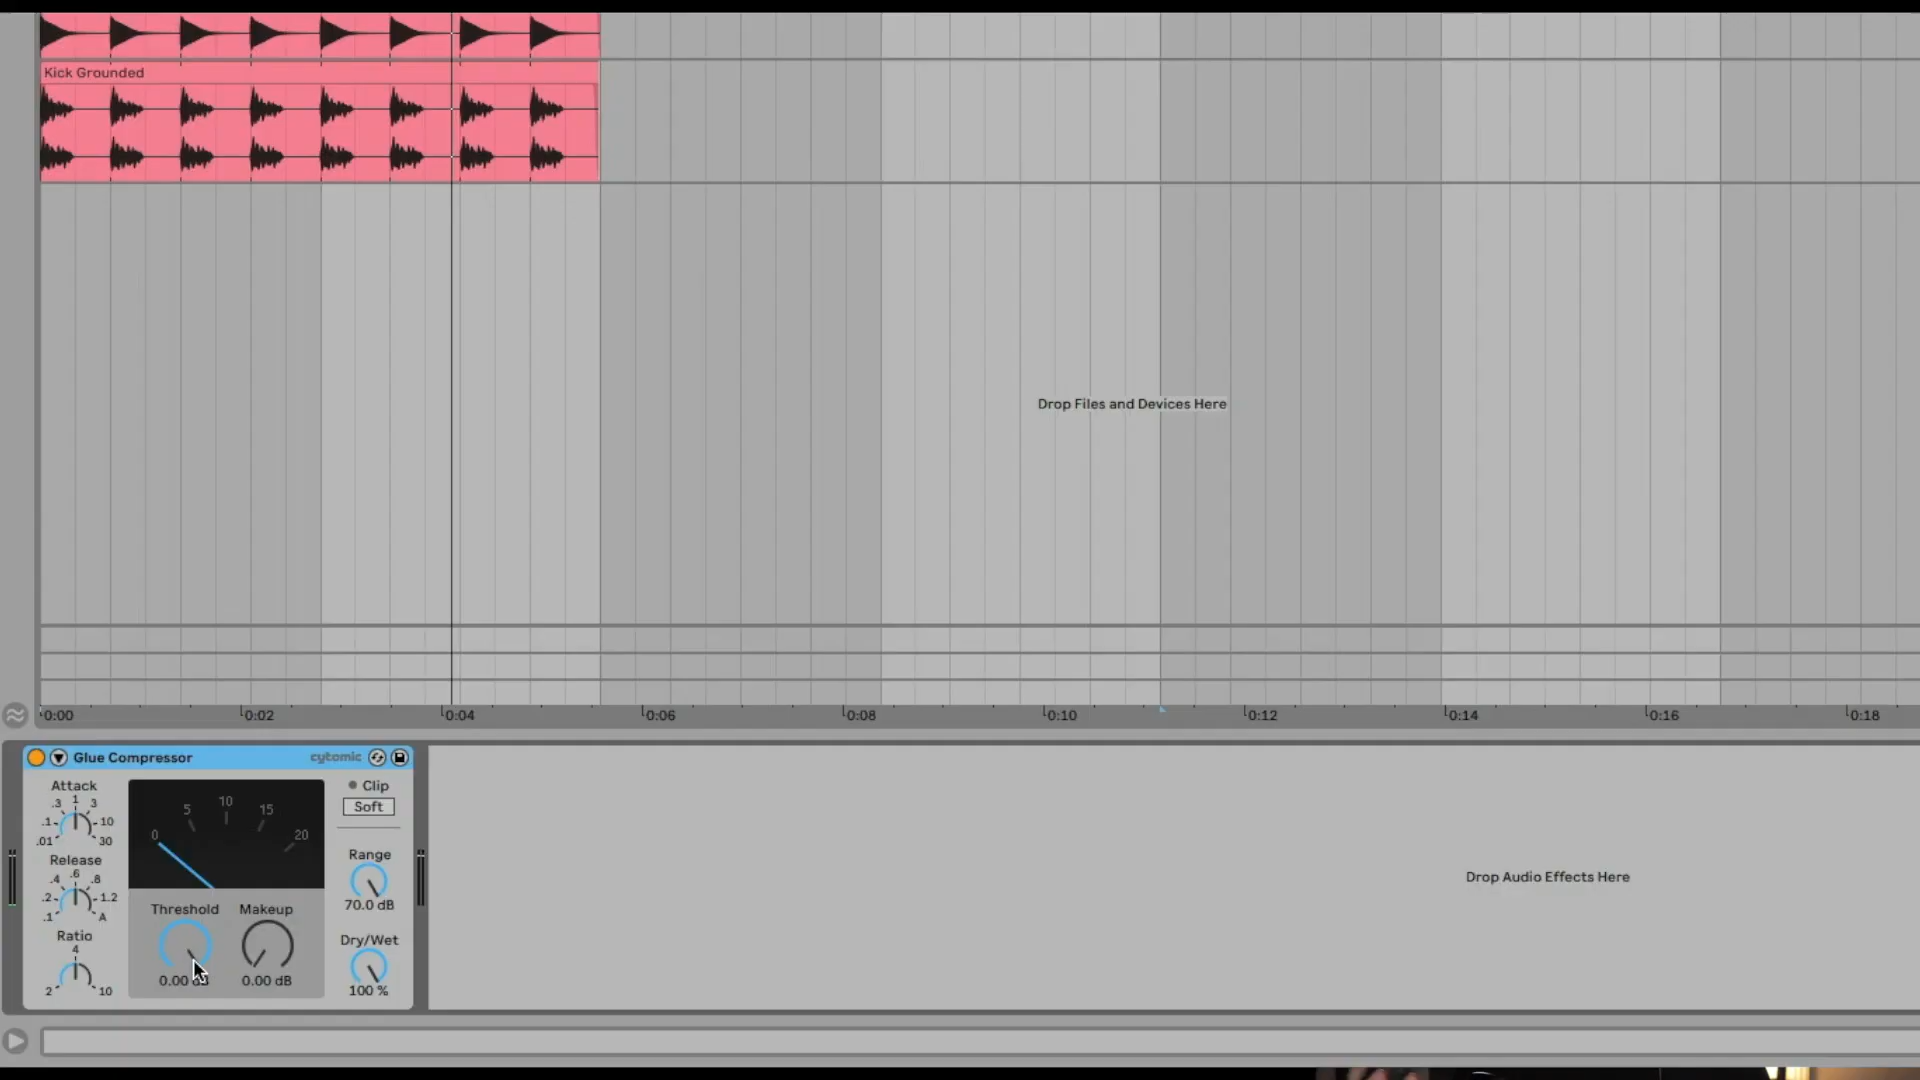 Kick Grounded
Drop Files and Devices Here
0:00 0:02 0:04 0:06 0:08 0:10 0:12 0:14 0:16 0:18
Glue Compressor cytomic
Attack
.01 .1 .3 1 3 10 30
Release
.1 .2 .4 .6 .8 1.2 A
Ratio
2 4 10
0 5 10 15 20
Threshold Makeup
0.00 dB 0.00 dB
Clip
Soft
Range
70.0 dB
Dry/Wet
100 %
Drop Audio Effects Here